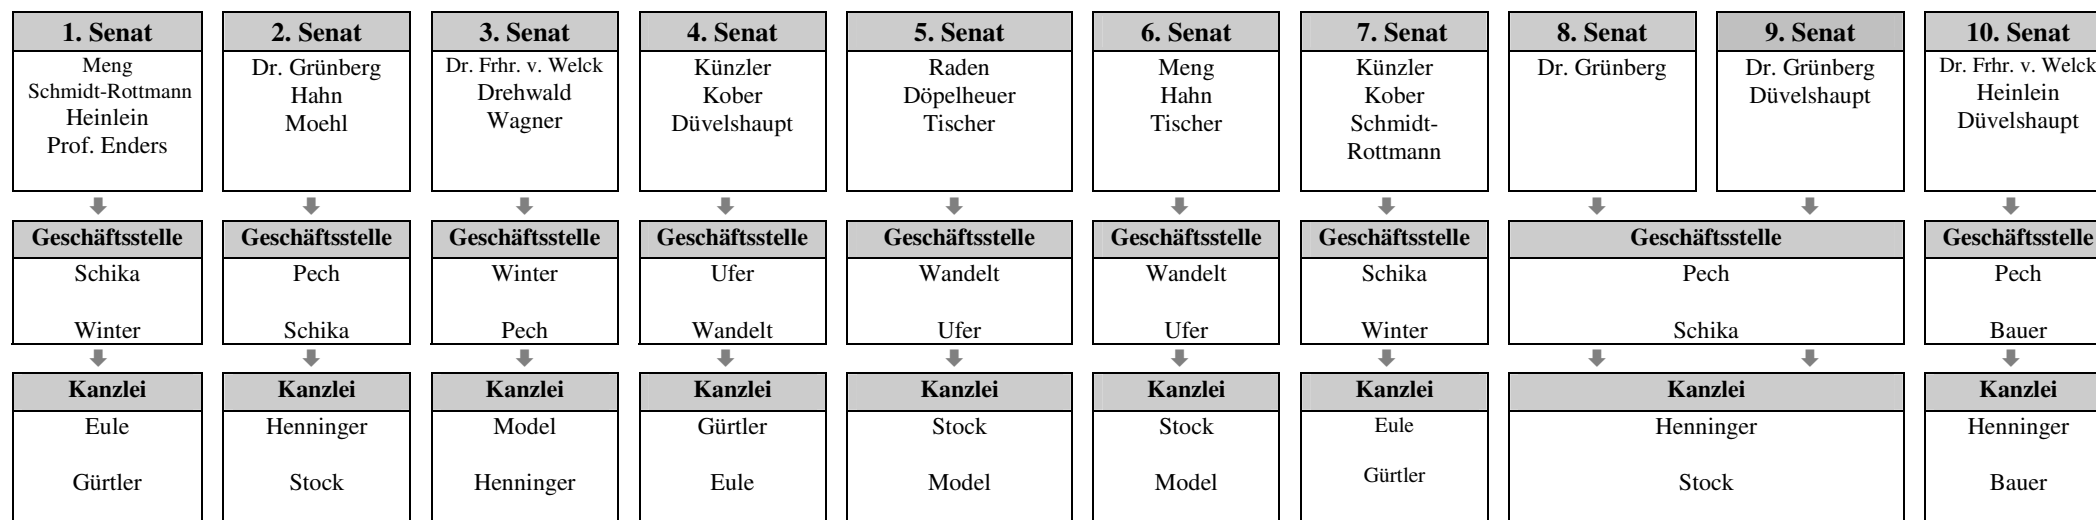 1. Senat
Meng
Schmidt-Rottmann
Heinlein
Prof. Enders
2. Senat
Dr. Grünberg
Hahn
Moehl
3. Senat
Dr. Frhr. v. Welck
Drehwald
Wagner
4. Senat
Künzler
Kober
Düvelshaupt
5. Senat
Raden
Döpelheuer
Tischer
6. Senat
Meng
Hahn
Tischer
7. Senat
Künzler
Kober
Schmidt-
Rottmann
8. Senat
Dr. Grünberg
9. Senat
Dr. Grünberg
Düvelshaupt
10. Senat
Dr. Frhr. v. Welck
Heinlein
Düvelshaupt
Geschäftsstelle
Schika
Winter
Geschäftsstelle
Pech
Schika
Geschäftsstelle
Winter
Pech
Geschäftsstelle
Ufer
Wandelt
Geschäftsstelle
Wandelt
Ufer
Geschäftsstelle
Wandelt
Ufer
Geschäftsstelle
Schika
Winter
Geschäftsstelle
Pech
Schika
Geschäftsstelle
Pech
Bauer
Kanzlei
Eule
Gürtler
Kanzlei
Henninger
Stock
Kanzlei
Model
Henninger
Kanzlei
Gürtler
Eule
Kanzlei
Stock
Model
Kanzlei
Stock
Model
Kanzlei
Eule
Gürtler
Kanzlei
Henninger
Stock
Kanzlei
Henninger
Bauer